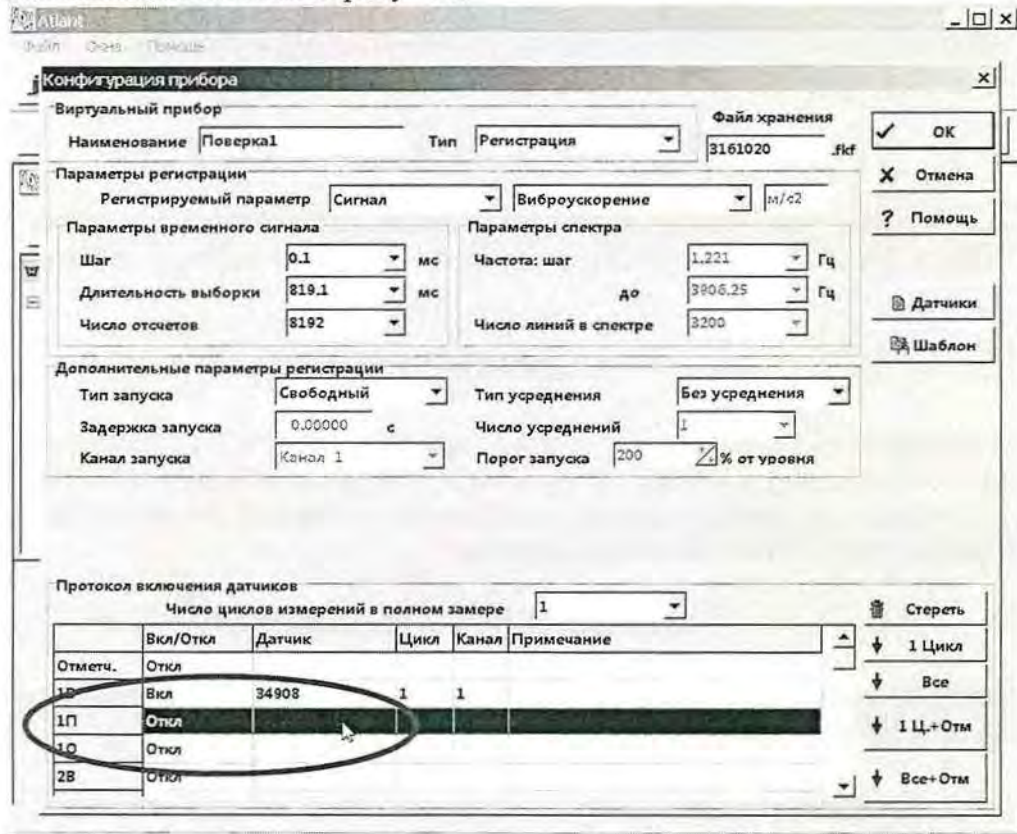 Atlant
Файл Окна Помощь
Конфигурация прибора
Виртуальный прибор
Наименование Поверка1 Тип Регистрация
Файл хранения
3161020 .fkf
Параметры регистрации
Регистрируемый параметр Сигнал Виброускорение м/с2
Параметры временного сигнала
Шаг 0.1 мс
Длительность выборки 819.1 мс
Число отсчетов 8192
Параметры спектра
Частота: шаг 1.221 Гц
до 3906.25 Гц
Число линий в спектре 3200
Дополнительные параметры регистрации
Тип запуска Свободный Тип усреднения Без усреднения
Задержка запуска 0.00000 с Число усреднений 1
Канал запуска Канал 1 Порог запуска 200 % от уровня
OK
Отмена
? Помощь
Датчики
Шаблон
Протокол включения датчиков
Число циклов измерений в полном замере 1
Вкл/Откл Датчик Цикл Канал Примечание
Отметч. Откл
1В Вкл 34908 1 1
1П Откл
1О Откл
2В Откл
Стереть
1 Цикл
Все
1 Ц.+Отм
Все+Отм